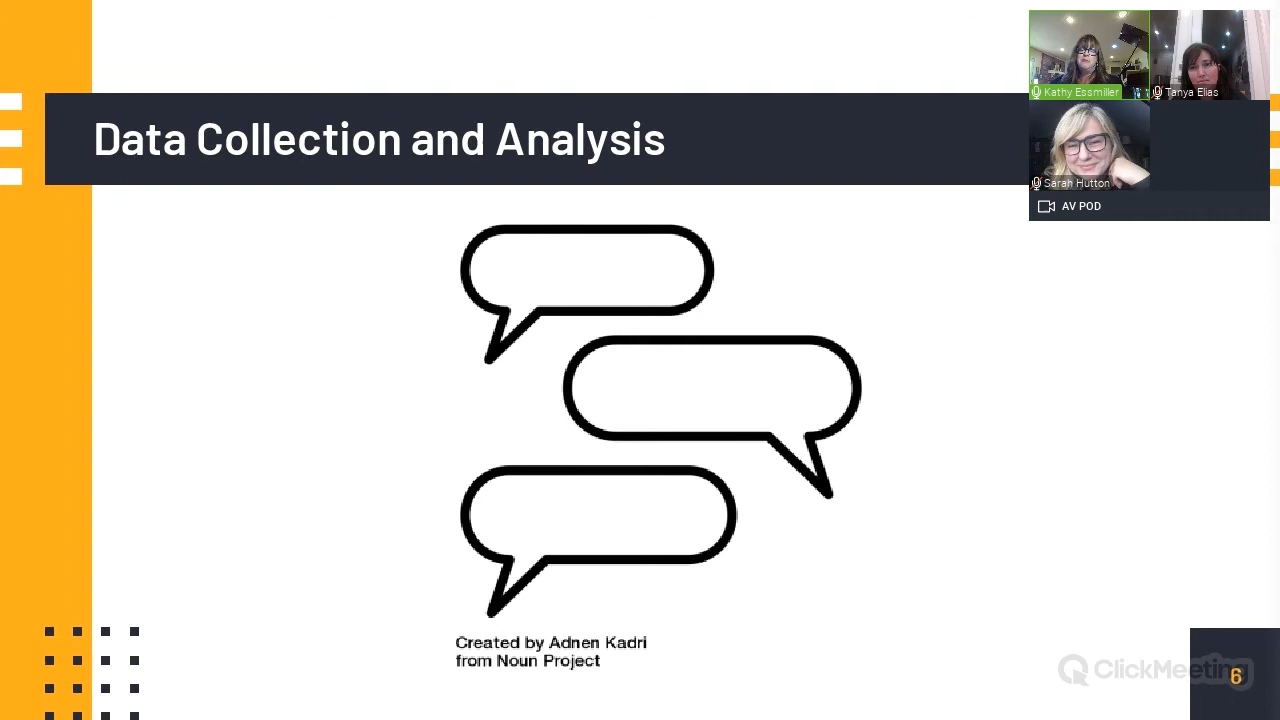 Data Collection and Analysis
Kathy Essmiller
Tanya Elias
Sarah Hutton
AV POD
Created by Adnen Kadri
from Noun Project
ClickMeeting
6